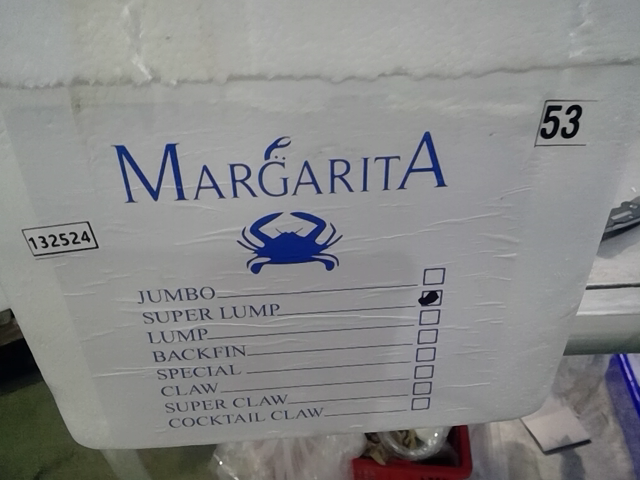 53
MARGARITA
132524
JUMBO
SUPER LUMP
LUMP
BACKFIN
SPECIAL
CLAW
SUPER CLAW
COCKTAIL CLAW